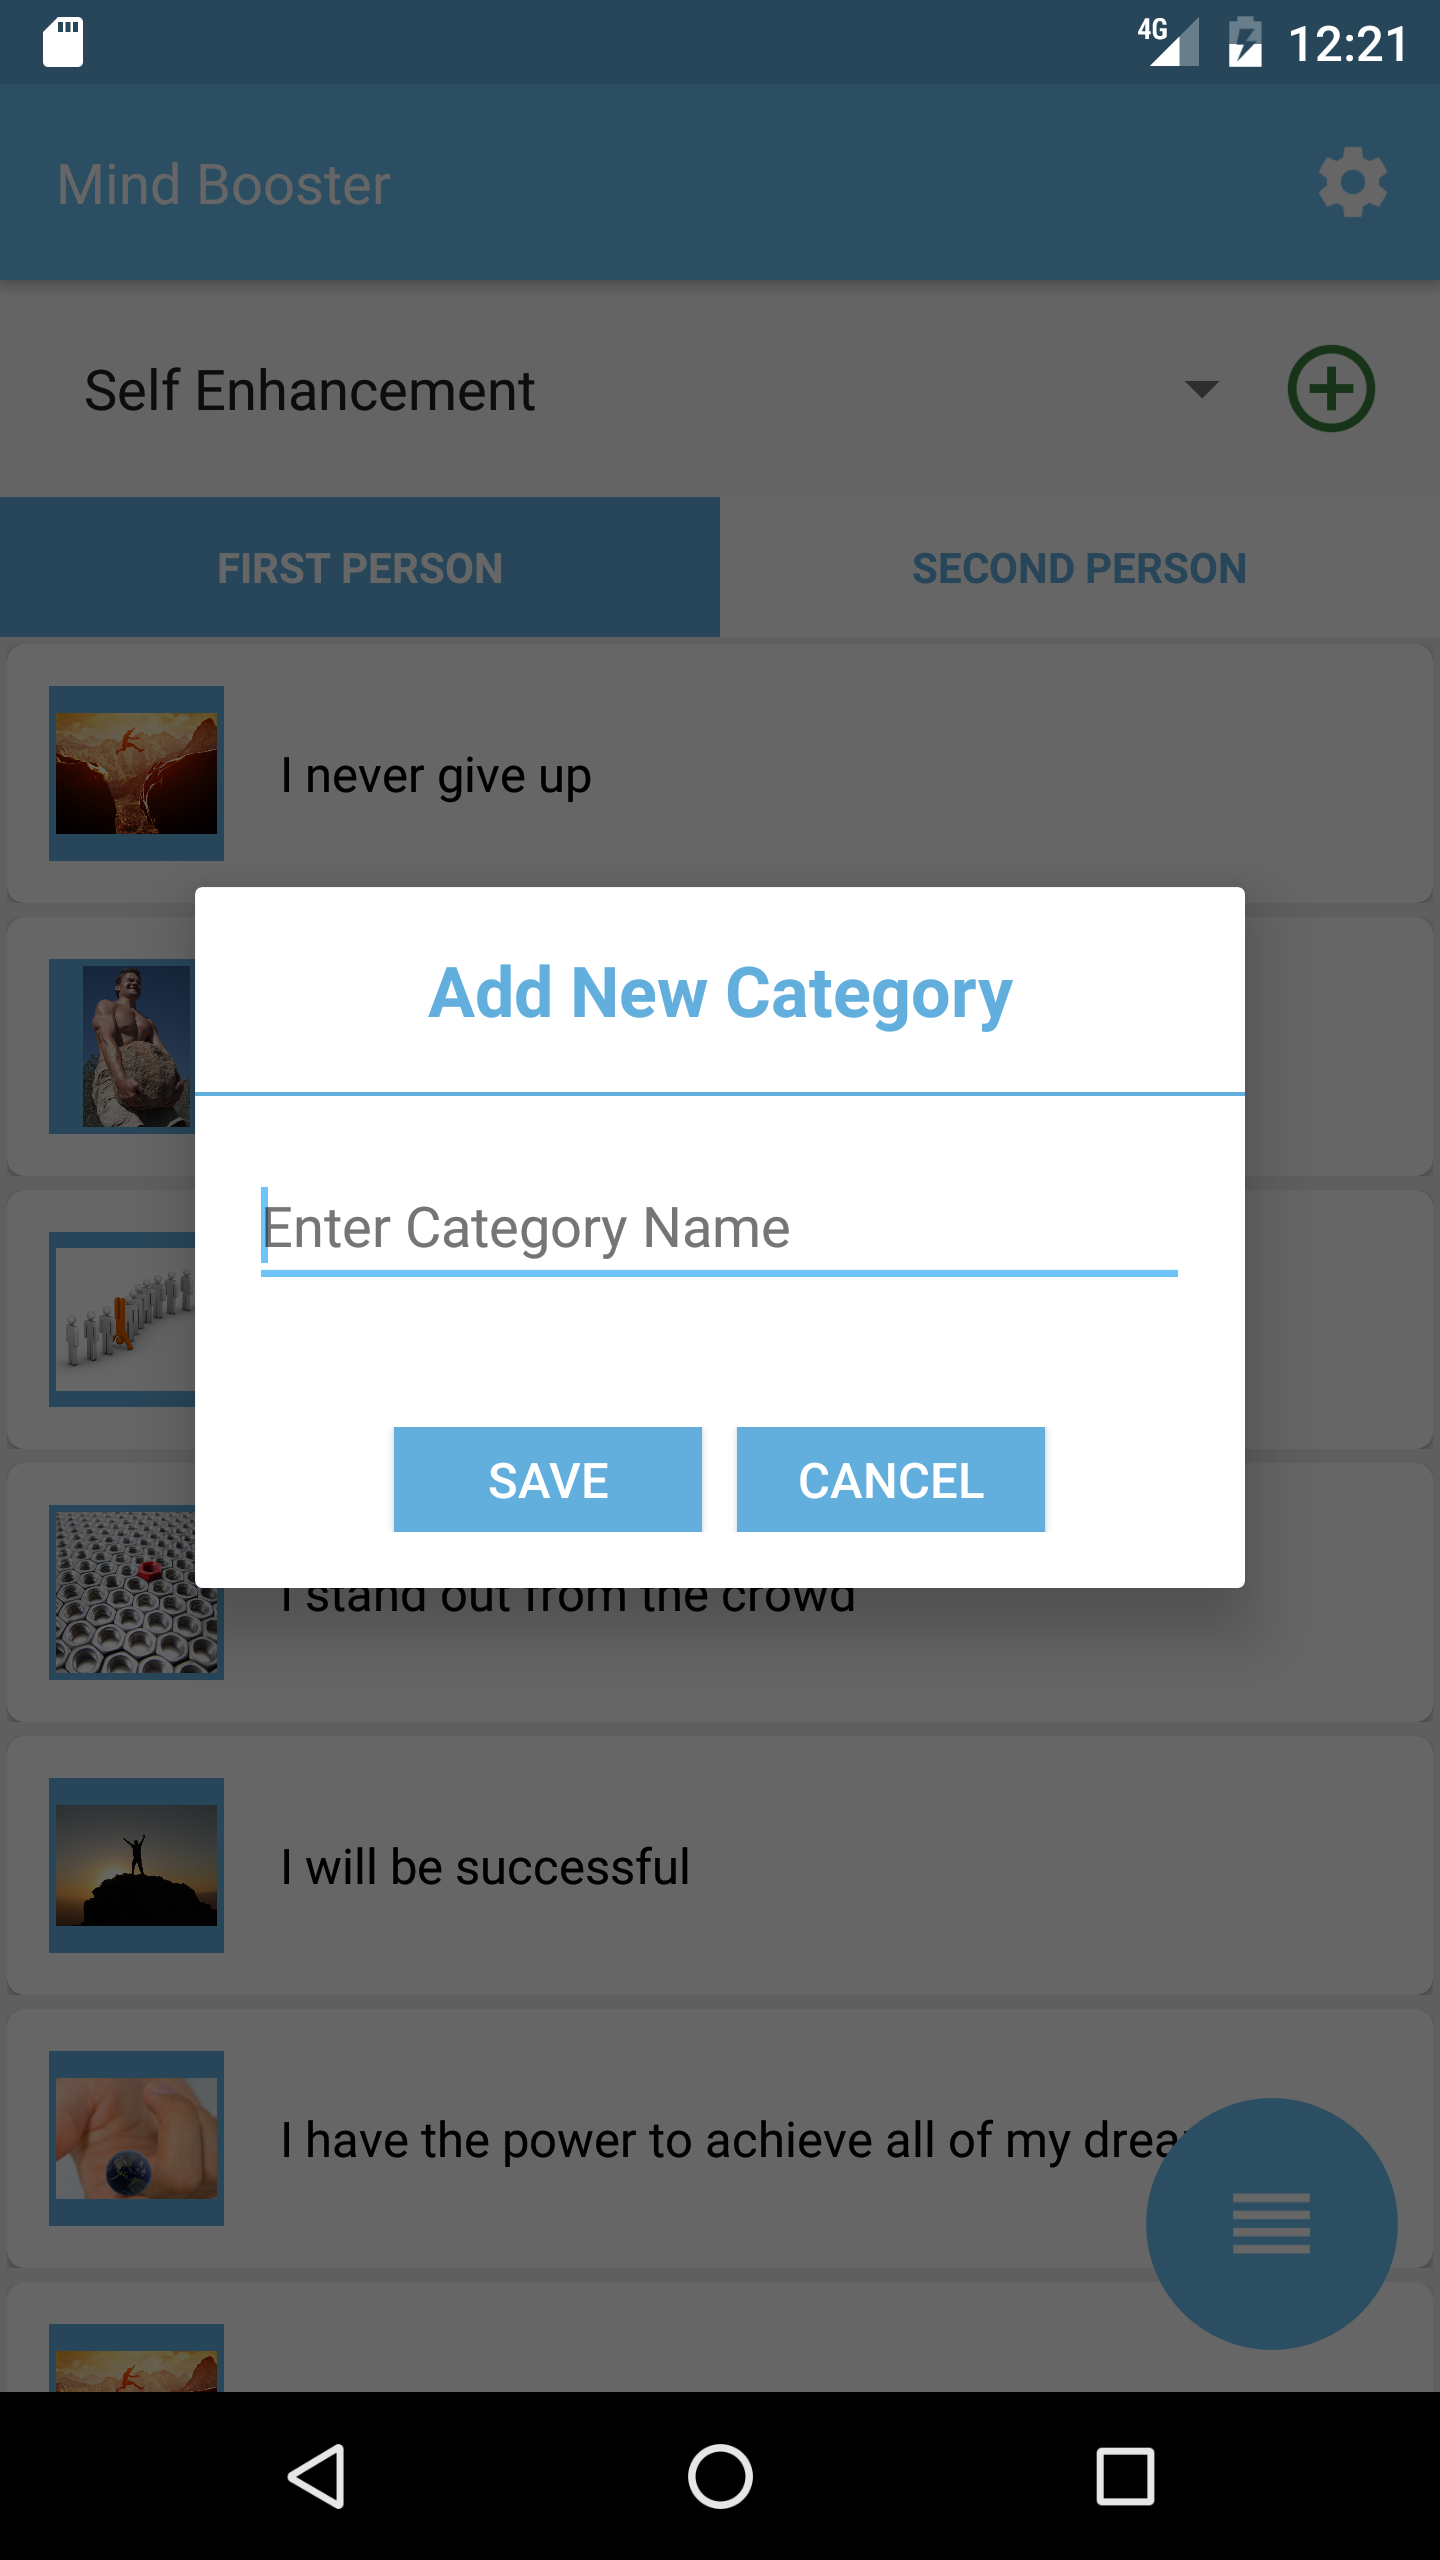 4G 12:21
Mind Booster
Self Enhancement
FIRST PERSON SECOND PERSON
I never give up
Add New Category
Enter Category Name
SAVE CANCEL
I stand out from the crowd
I will be successful
I have the power to achieve all of my